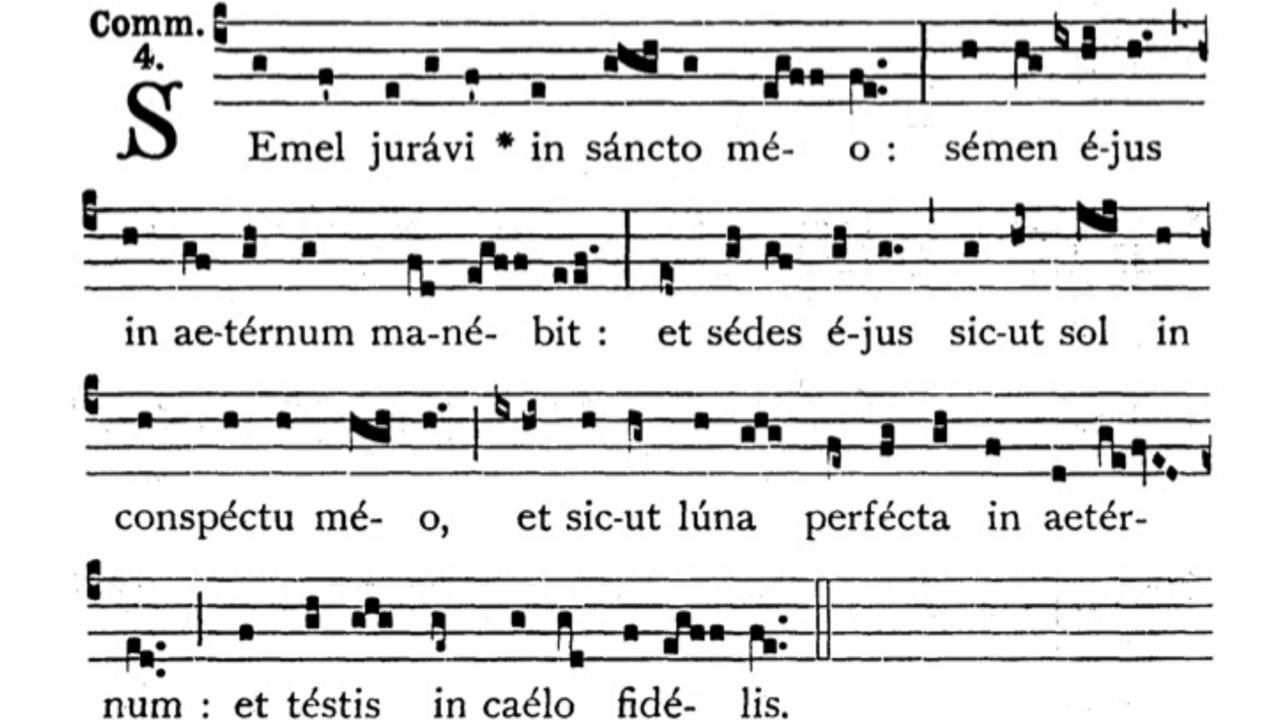 Comm.
4.
SEmel jurávi * in sáncto mé- o : sémen é-jus
in ae-térnum ma-né- bit : et sédes é-jus sic-ut sol in
conspéctu mé- o, et sic-ut lúna perfécta in aetér-
num : et téstis in caélo fidé- lis.